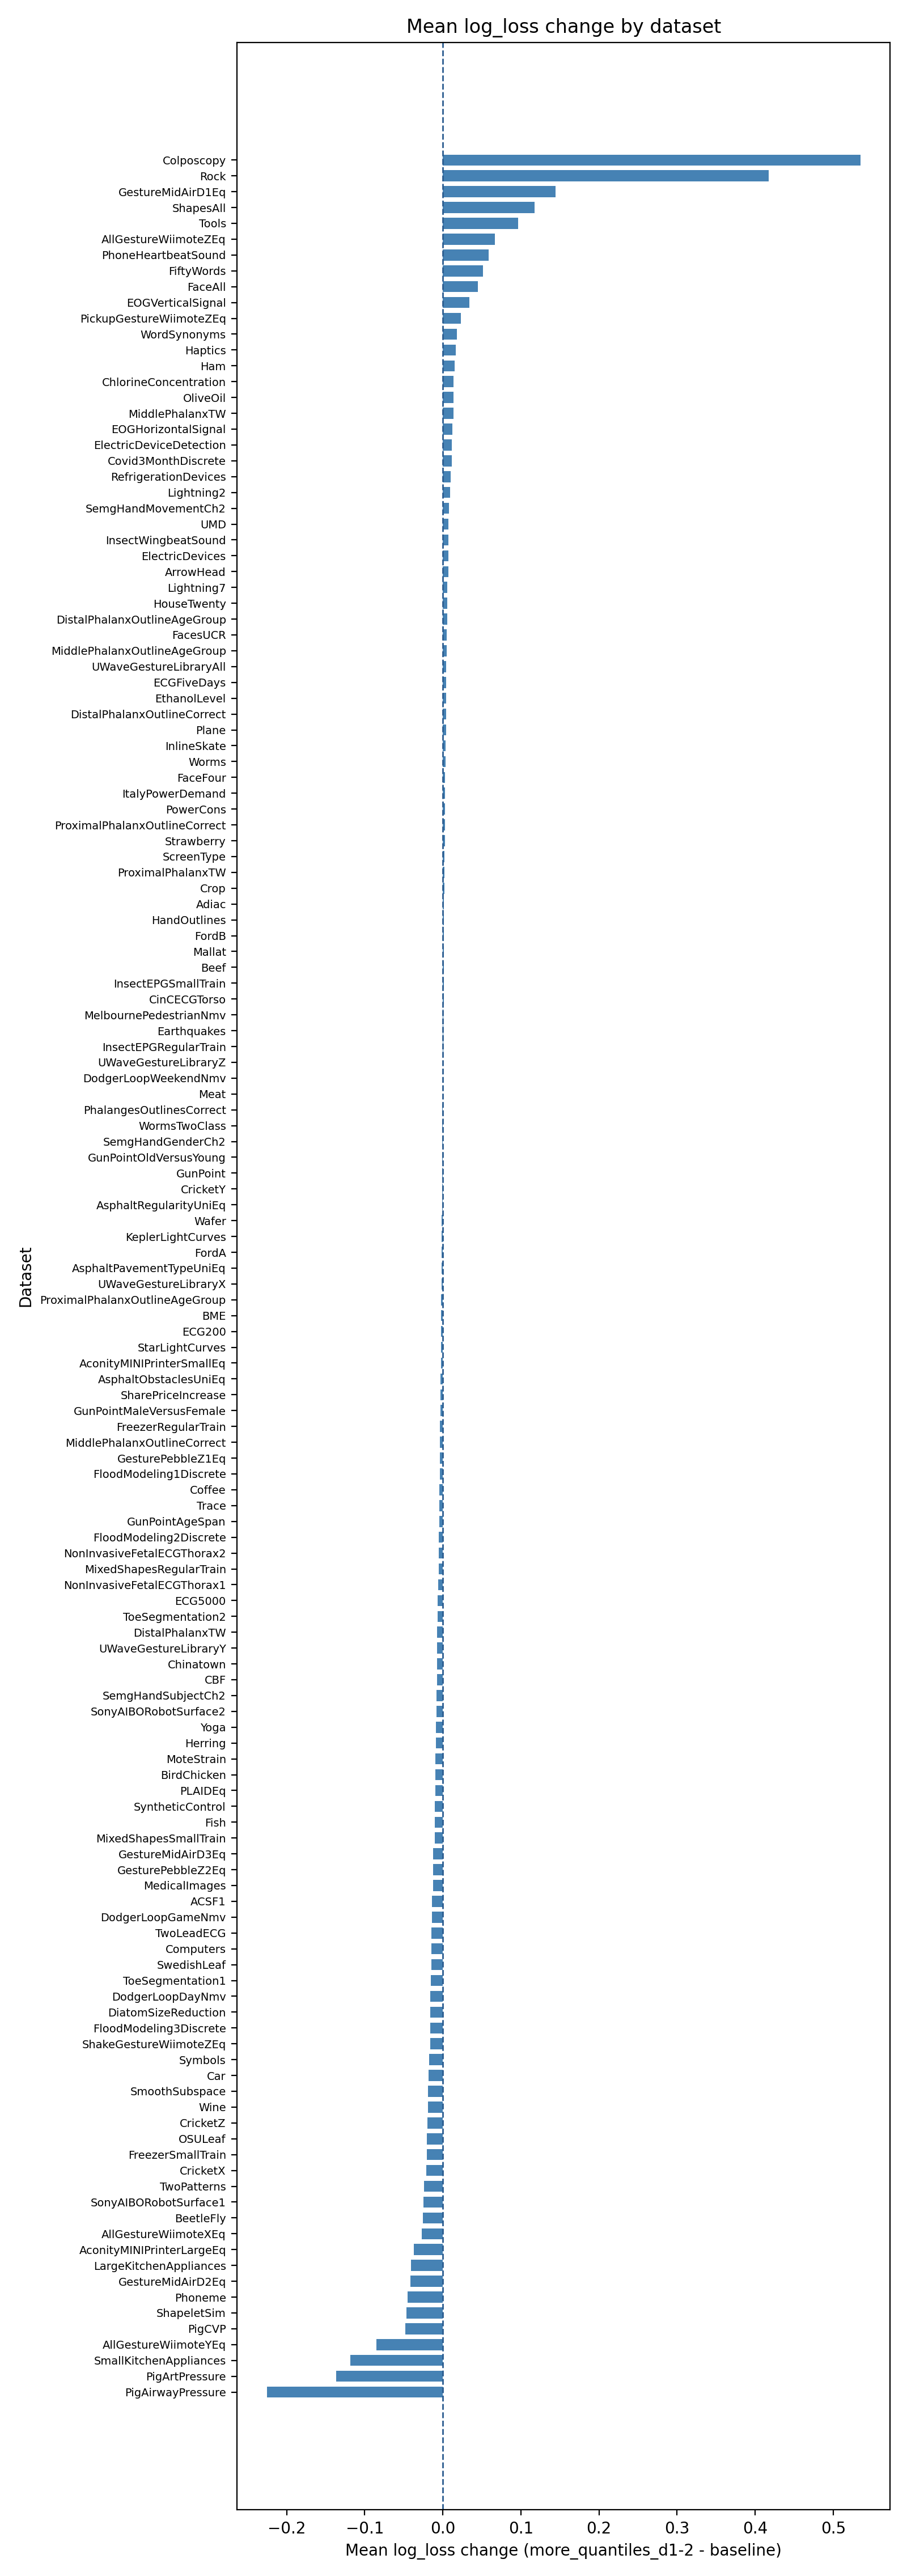 Mean log_loss change by dataset
Colposcopy
Rock
GestureMidAirD1Eq
ShapesAll
Tools
AllGestureWiimoteZEq
PhoneHeartbeatSound
FiftyWords
FaceAll
EOGVerticalSignal
PickupGestureWiimoteZEq
WordSynonyms
Haptics
Ham
ChlorineConcentration
OliveOil
MiddlePhalanxTW
EOGHorizontalSignal
ElectricDeviceDetection
Covid3MonthDiscrete
RefrigerationDevices
Lightning2
SemgHandMovementCh2
UMD
InsectWingbeatSound
ElectricDevices
ArrowHead
Lightning7
HouseTwenty
DistalPhalanxOutlineAgeGroup
FacesUCR
MiddlePhalanxOutlineAgeGroup
UWaveGestureLibraryAll
ECGFiveDays
EthanolLevel
DistalPhalanxOutlineCorrect
Plane
InlineSkate
Worms
FaceFour
ItalyPowerDemand
PowerCons
ProximalPhalanxOutlineCorrect
Strawberry
ScreenType
ProximalPhalanxTW
Crop
Adiac
HandOutlines
FordB
Mallat
Beef
InsectEPGSmallTrain
CinCECGTorso
MelbournePedestrianNmv
Earthquakes
InsectEPGRegularTrain
UWaveGestureLibraryZ
DodgerLoopWeekendNmv
Meat
PhalangesOutlinesCorrect
WormsTwoClass
SemgHandGenderCh2
GunPointOldVersusYoung
GunPoint
CricketY
AsphaltRegularityUniEq
Wafer
KeplerLightCurves
FordA
AsphaltPavementTypeUniEq
UWaveGestureLibraryX
ProximalPhalanxOutlineAgeGroup
BME
ECG200
StarLightCurves
AconityMINIPrinterSmallEq
AsphaltObstaclesUniEq
SharePriceIncrease
GunPointMaleVersusFemale
FreezerRegularTrain
MiddlePhalanxOutlineCorrect
GesturePebbleZ1Eq
FloodModeling1Discrete
Coffee
Trace
GunPointAgeSpan
FloodModeling2Discrete
NonInvasiveFetalECGThorax2
MixedShapesRegularTrain
NonInvasiveFetalECGThorax1
ECG5000
ToeSegmentation2
DistalPhalanxTW
UWaveGestureLibraryY
Chinatown
CBF
SemgHandSubjectCh2
SonyAIBORobotSurface2
Yoga
Herring
MoteStrain
BirdChicken
PLAIDEq
SyntheticControl
Fish
MixedShapesSmallTrain
GestureMidAirD3Eq
GesturePebbleZ2Eq
MedicalImages
ACSF1
DodgerLoopGameNmv
TwoLeadECG
Computers
SwedishLeaf
ToeSegmentation1
DodgerLoopDayNmv
DiatomSizeReduction
FloodModeling3Discrete
ShakeGestureWiimoteZEq
Symbols
Car
SmoothSubspace
Wine
CricketZ
OSULeaf
FreezerSmallTrain
CricketX
TwoPatterns
SonyAIBORobotSurface1
BeetleFly
AllGestureWiimoteXEq
AconityMINIPrinterLargeEq
LargeKitchenAppliances
GestureMidAirD2Eq
Phoneme
ShapeletSim
PigCVP
AllGestureWiimoteYEq
SmallKitchenAppliances
PigArtPressure
PigAirwayPressure
Dataset
−0.2 −0.1 0.0 0.1 0.2 0.3 0.4 0.5
Mean log_loss change (more_quantiles_d1-2 - baseline)